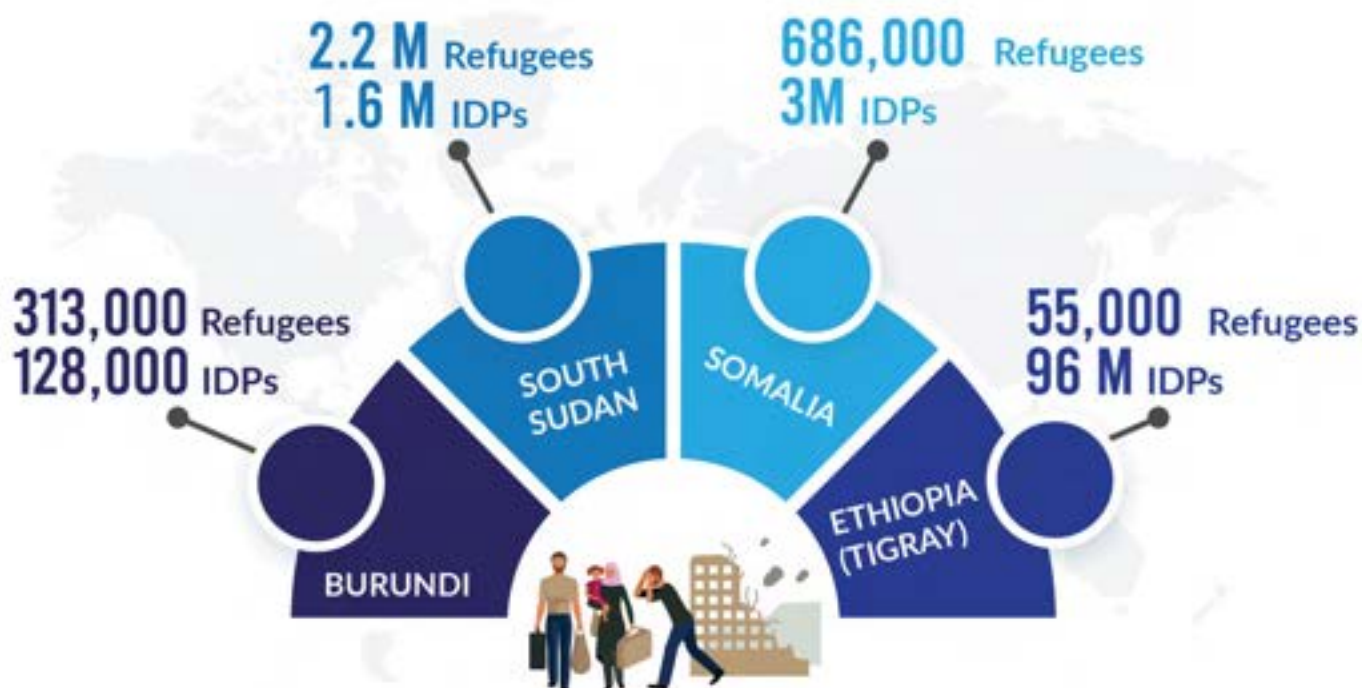 2.2 M Refugees
1.6 M IDPs
686,000 Refugees
3M IDPs
313,000 Refugees
128,000 IDPs
55,000 Refugees
96 M IDPs
SOUTH
SUDAN
SOMALIA
BURUNDI
ETHIOPIA
(TIGRAY)